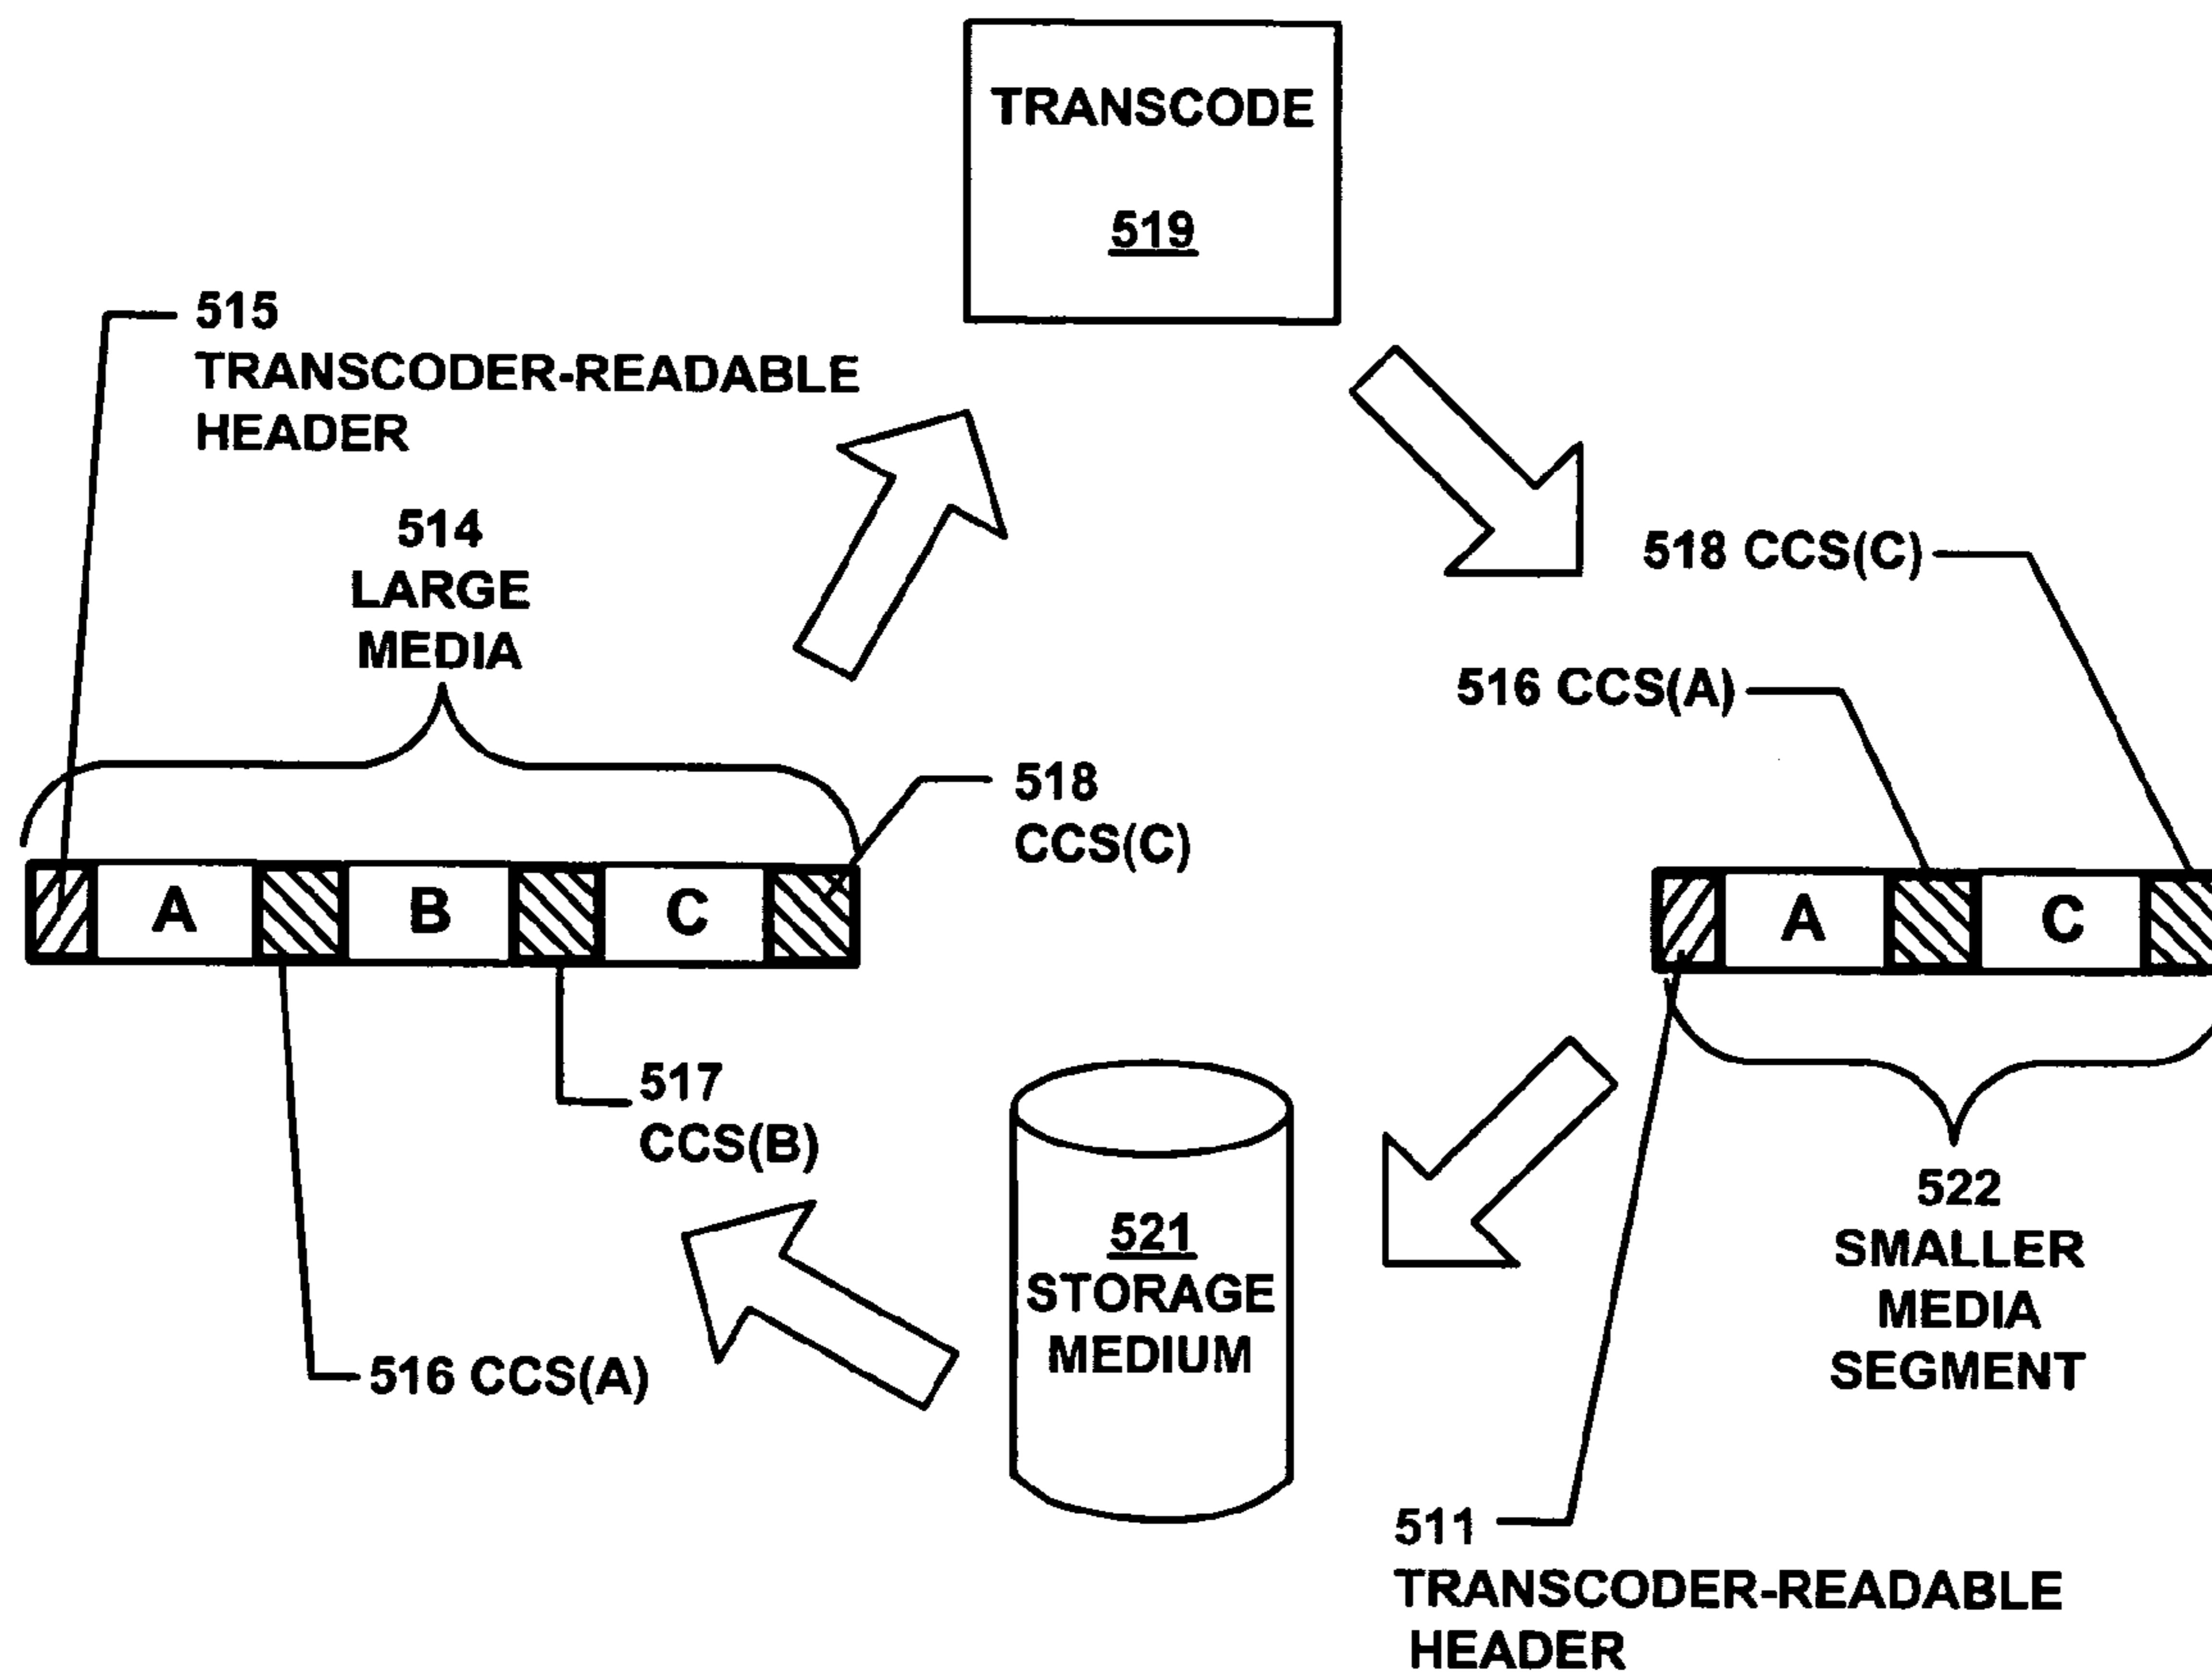 TRANSCODE
519
515
TRANSCODER-READABLE
HEADER
514
LARGE
MEDIA
518 CCS(C)
516 CCS(A)
518
CCS(C)
A
B
C
A
C
517
CCS(B)
516 CCS(A)
521
STORAGE
MEDIUM
522
SMALLER
MEDIA
SEGMENT
511
TRANSCODER-READABLE
HEADER